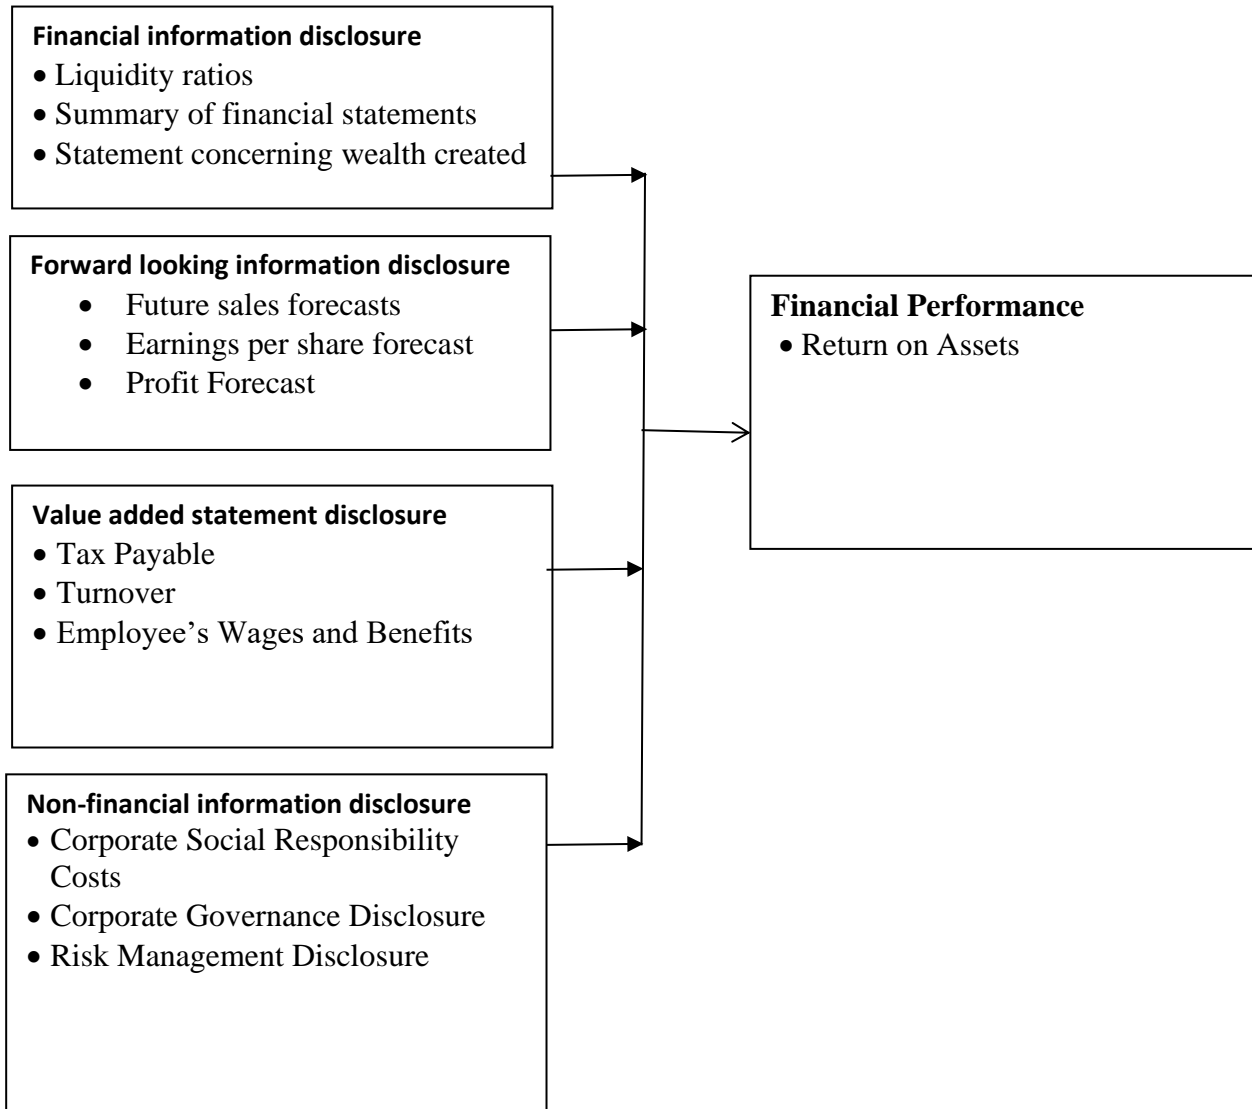 Financial information disclosure
• Liquidity ratios
• Summary of financial statements
• Statement concerning wealth created
Forward looking information disclosure
• Future sales forecasts
• Earnings per share forecast
• Profit Forecast
Financial Performance
• Return on Assets
Value added statement disclosure
• Tax Payable
• Turnover
• Employee’s Wages and Benefits
Non-financial information disclosure
• Corporate Social Responsibility
Costs
• Corporate Governance Disclosure
• Risk Management Disclosure